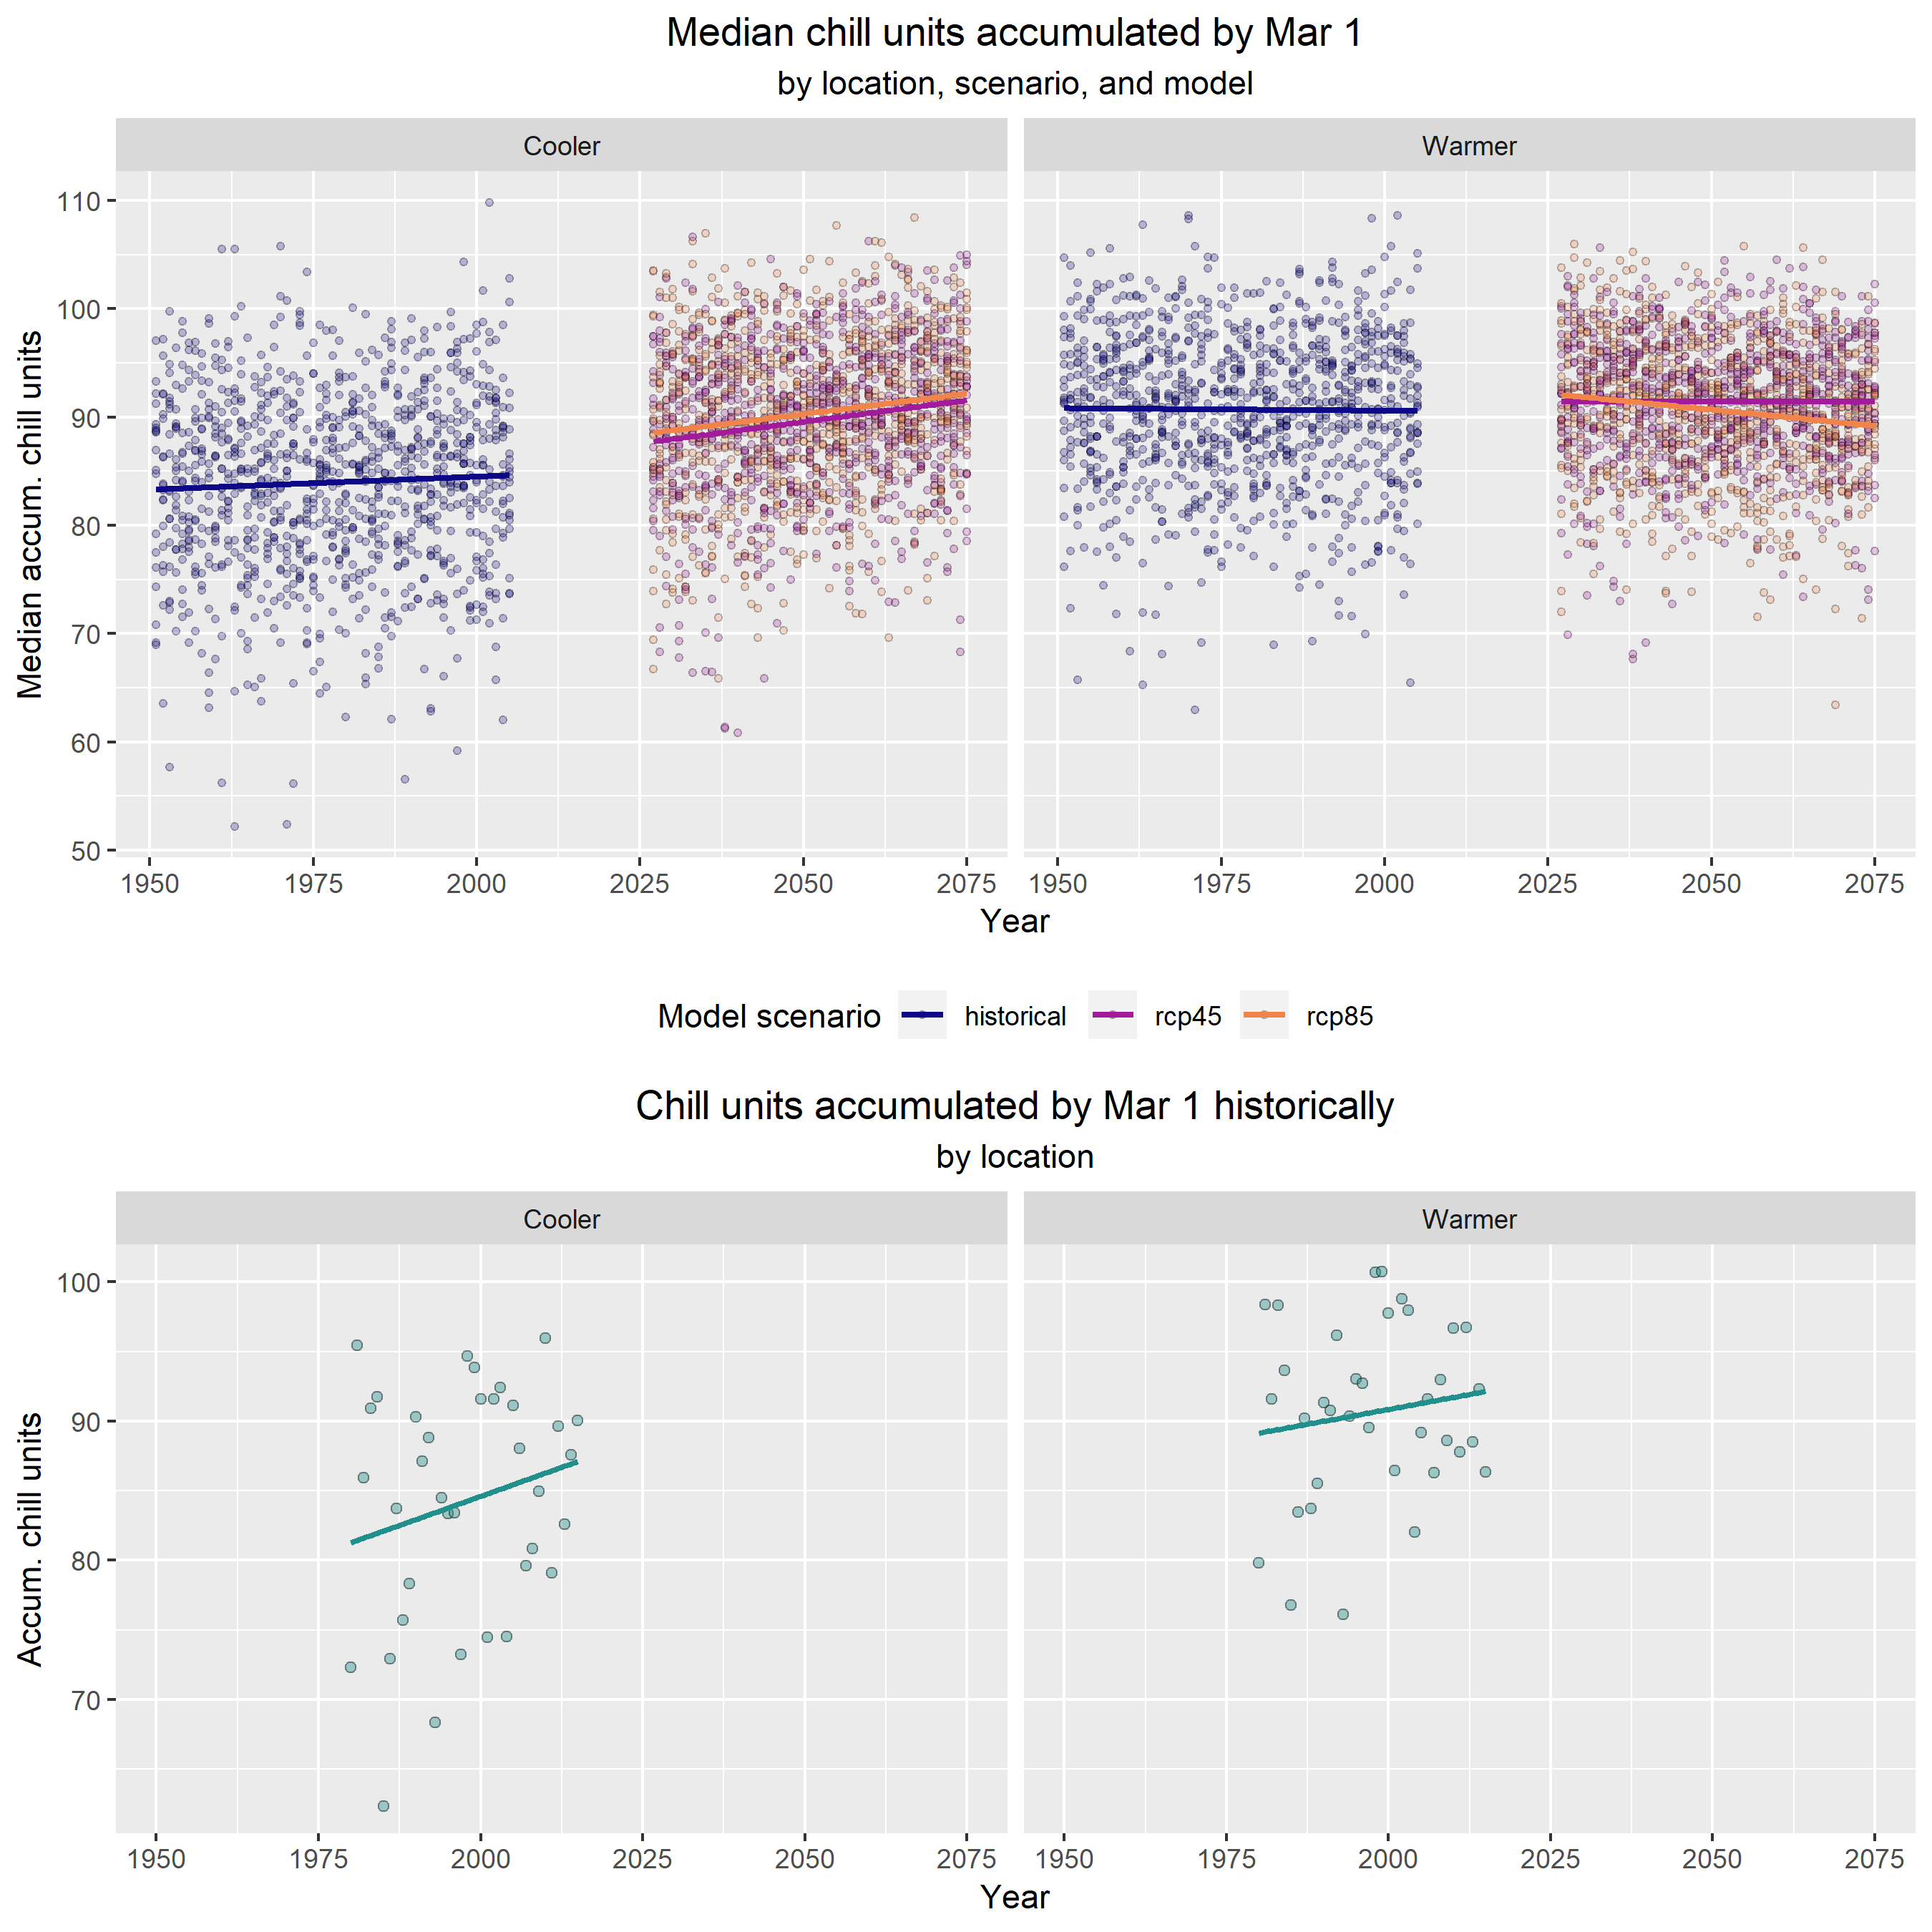 Median chill units accumulated by Mar 1
by location, scenario, and model
Cooler
Warmer
Median accum. chill units
110
100
90
80
70
60
50
1950 1975 2000 2025 2050 2075
1950 1975 2000 2025 2050 2075
Year
Model scenario historical rcp45 rcp85
Chill units accumulated by Mar 1 historically
by location
Cooler
Warmer
Accum. chill units
100
90
80
70
1950 1975 2000 2025 2050 2075
1950 1975 2000 2025 2050 2075
Year